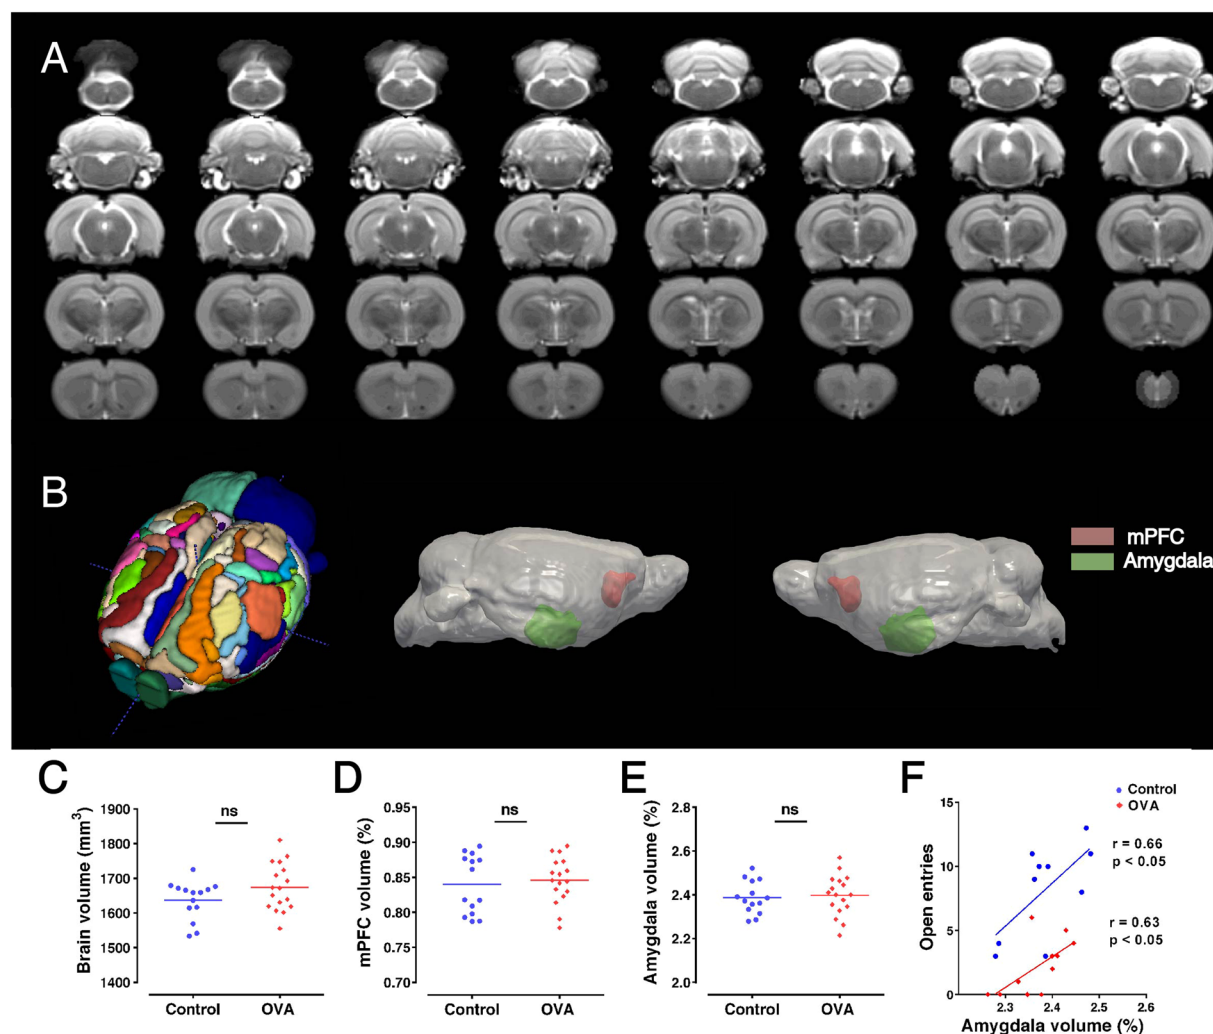 A
B
mPFC
Amygdala
C
D
E
F
Control
OVA
Brain volume (mm3)
1900
1800
1700
1600
1500
1400
ns
Control
OVA
mPFC volume (%)
0.95
0.90
0.85
0.80
0.75
0.70
ns
Control
OVA
Amygdala volume (%)
2.8
2.6
2.4
2.2
2.0
ns
Control
OVA
Open entries
15
10
5
0
r = 0.66
p < 0.05
r = 0.63
p < 0.05
2.3
2.4
2.5
2.6
Amygdala volume (%)